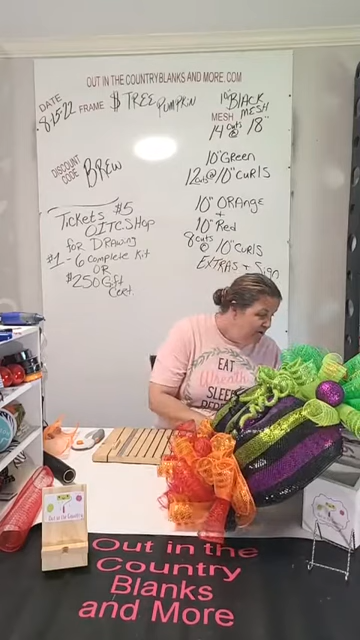 OUT IN THE COUNTRYBLANKS AND MORE.COM
DATE
8-15-22
FRAME
$ TREE Pumpkin
DISCOUNT CODE
BREW
10" BLACK MESH
MESH
14 cuts @ 18"
10" Green
12 cuts @ 10" curls
10" ORAnge
+
10" Red
8 cuts @ 10" curls
EXTRAS + Sign
Tickets $5
OITC.Shop
for Drawing
#1 - 6 Complete Kit
OR
$250 Gift
Cert.
EAT
Wreath
SLEEP
Out in the Country
Out in the
Country
Blanks
and More